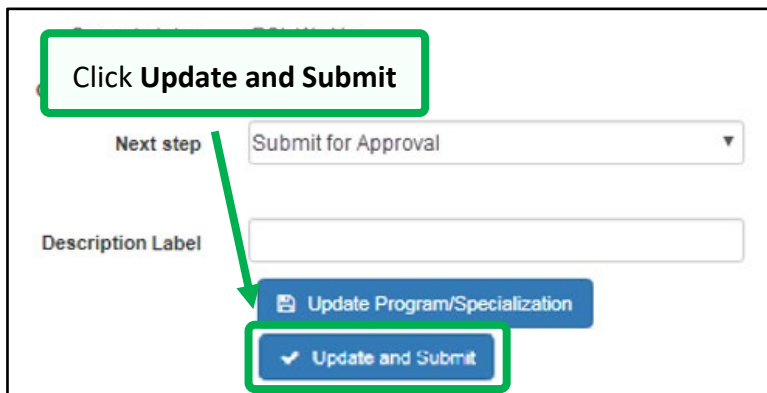 Click Update and Submit
Next step Submit for Approval
Description Label
Update Program/Specialization
Update and Submit